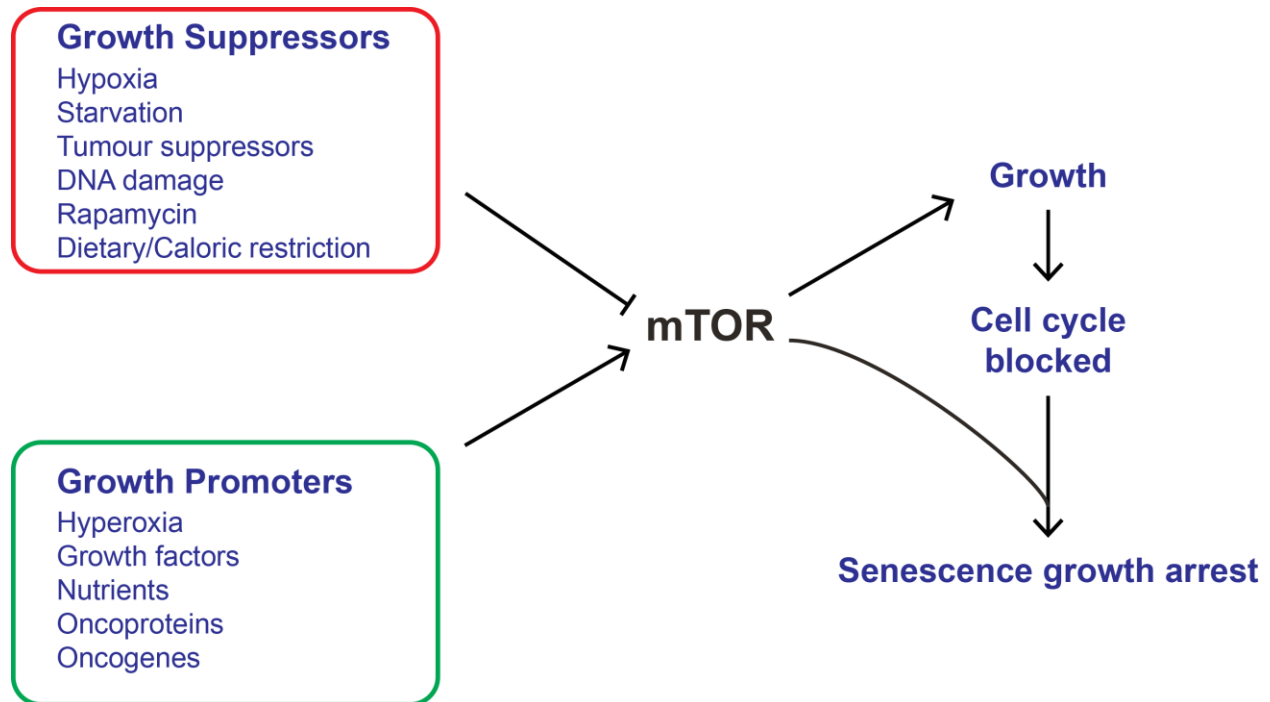 Growth Suppressors
Hypoxia
Starvation
Tumour suppressors
DNA damage
Rapamycin
Dietary/Caloric restriction
Growth Promoters
Hyperoxia
Growth factors
Nutrients
Oncoproteins
Oncogenes
mTOR
Growth
Cell cycle
blocked
Senescence growth arrest